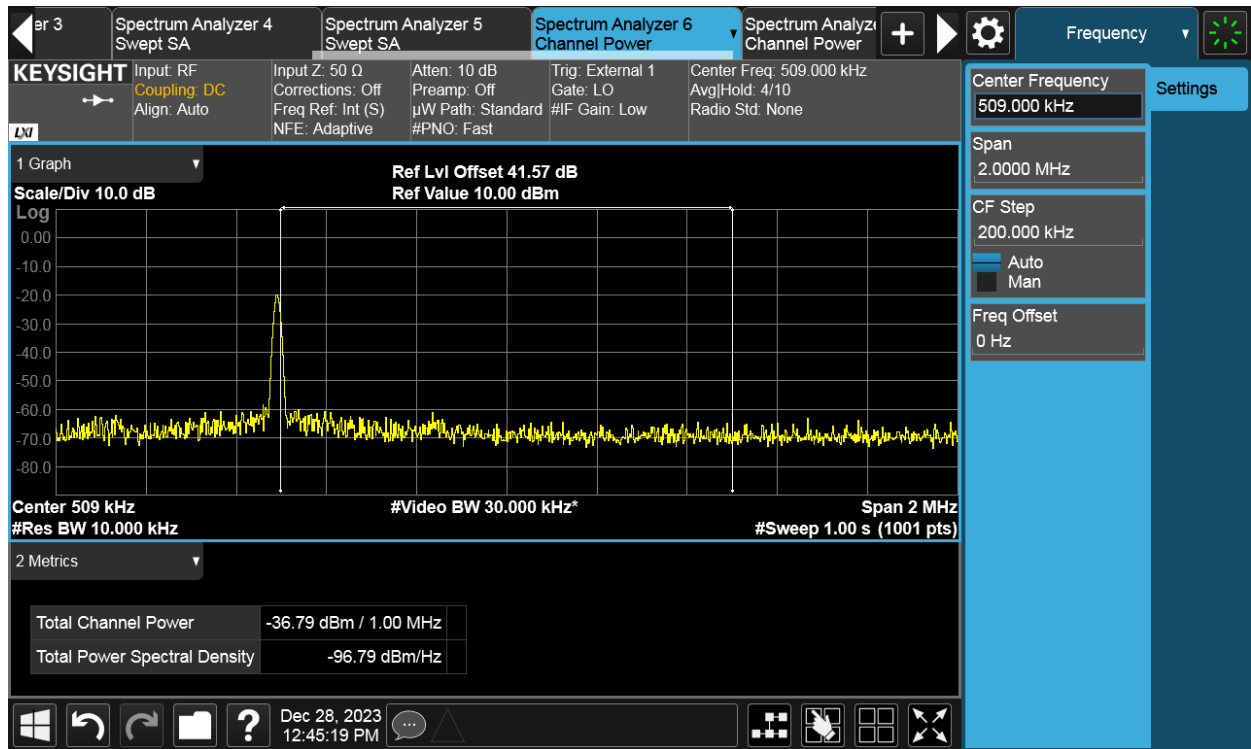 er 3
Spectrum Analyzer 4
Swept SA
Spectrum Analyzer 5
Swept SA
Spectrum Analyzer 6
Channel Power
Spectrum Analyze
Channel Power
Frequency
KEYSIGHT
LXI
Input: RF
Coupling: DC
Align: Auto
Input Z: 50 Ω
Corrections: Off
Freq Ref: Int (S)
NFE: Adaptive
Atten: 10 dB
Preamp: Off
µW Path: Standard
#PNO: Fast
Trig: External 1
Gate: LO
#IF Gain: Low
Center Freq: 509.000 kHz
Avg|Hold: 4/10
Radio Std: None
Center Frequency
509.000 kHz
Settings
Span
2.0000 MHz
CF Step
200.000 kHz
Auto
Man
Freq Offset
0 Hz
1 Graph
Scale/Div 10.0 dB
Ref Lvl Offset 41.57 dB
Ref Value 10.00 dBm
Log
0.00
-10.0
-20.0
-30.0
-40.0
-50.0
-60.0
-70.0
-80.0
Center 509 kHz
#Video BW 30.000 kHz*
Span 2 MHz
#Res BW 10.000 kHz
#Sweep 1.00 s (1001 pts)
2 Metrics
Total Channel Power -36.79 dBm / 1.00 MHz
Total Power Spectral Density -96.79 dBm/Hz
?
Dec 28, 2023
12:45:19 PM